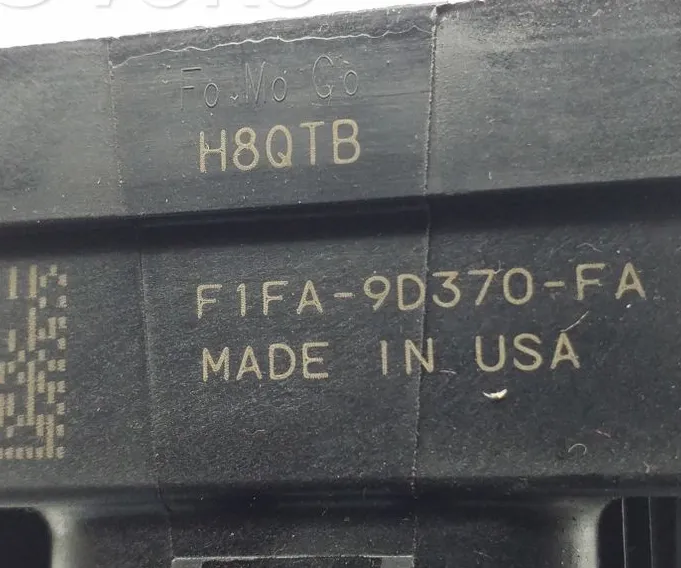 Fo Mo Co
H8QTB
F1FA-9D370-FA
MADE IN USA